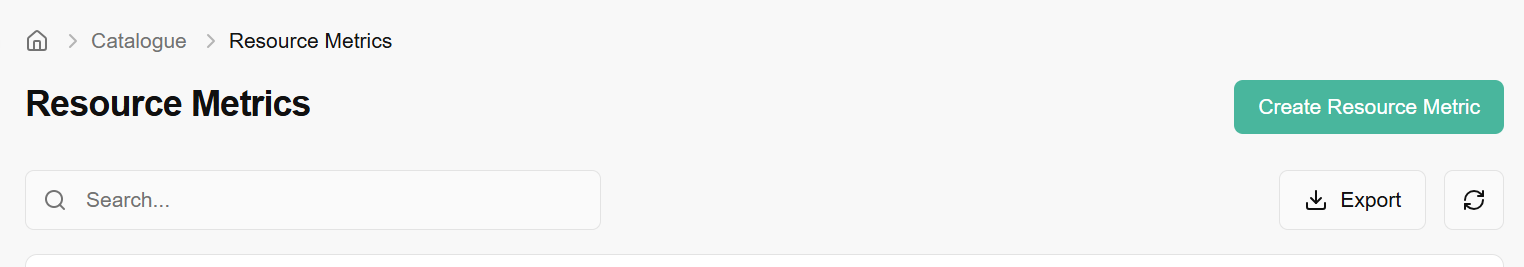 Catalogue Resource Metrics
Resource Metrics
Create Resource Metric
Search...
Export